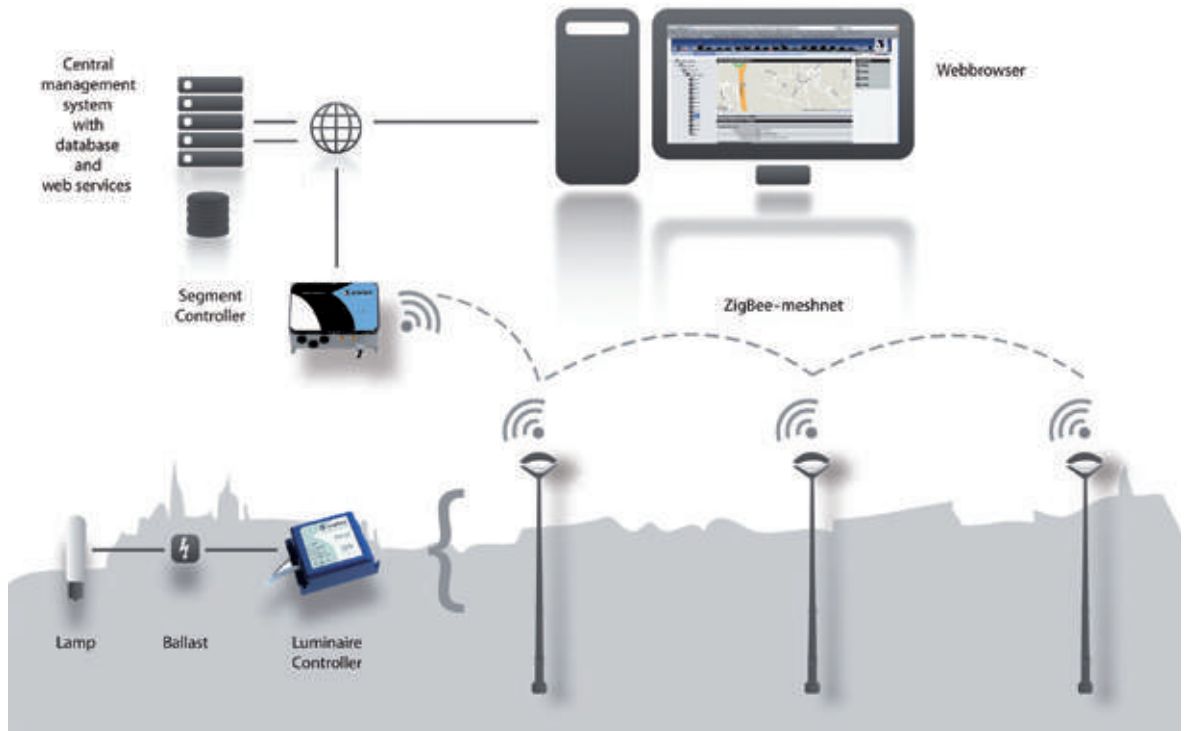 Central
management
system
with
database
and
web services
Webbrowser
Segment
Controller
ZigBee-meshnet
Lamp
Ballast
Luminaire
Controller